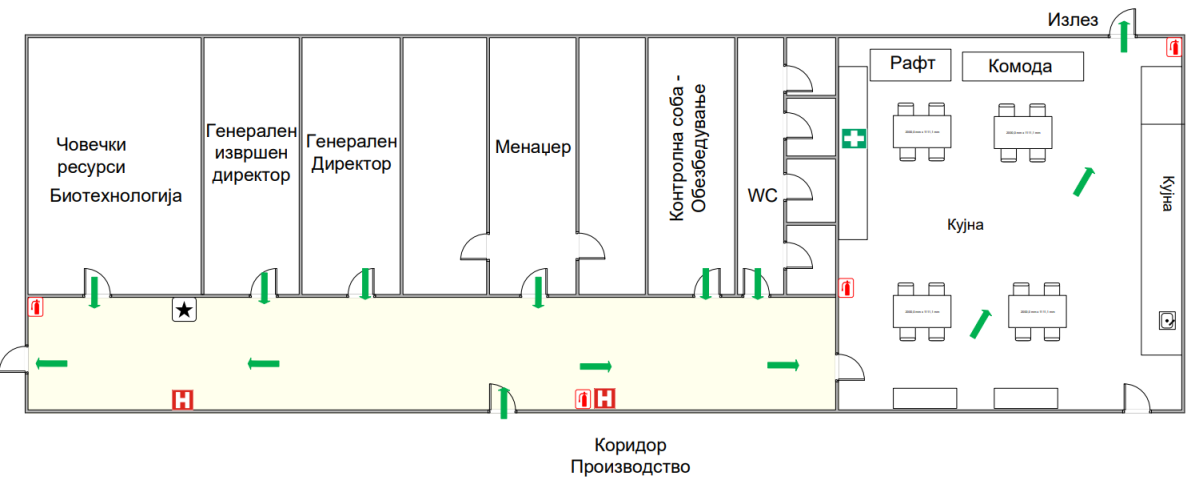 Излез
Рафт
Комода
Човечки
ресурси
Биотехнологија
Генерален
извршен
директор
Генерален
Директор
Менаџер
Контролна соба -
Обезбедување
WC
Кујна
Кујна
H
H
Коридор
Производство